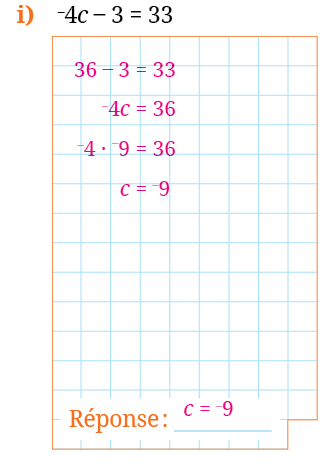 i) ⁻4c – 3 = 33
36 – 3 = 33
⁻4c = 36
⁻4 · ⁻9 = 36
c = ⁻9
Réponse : c = ⁻9